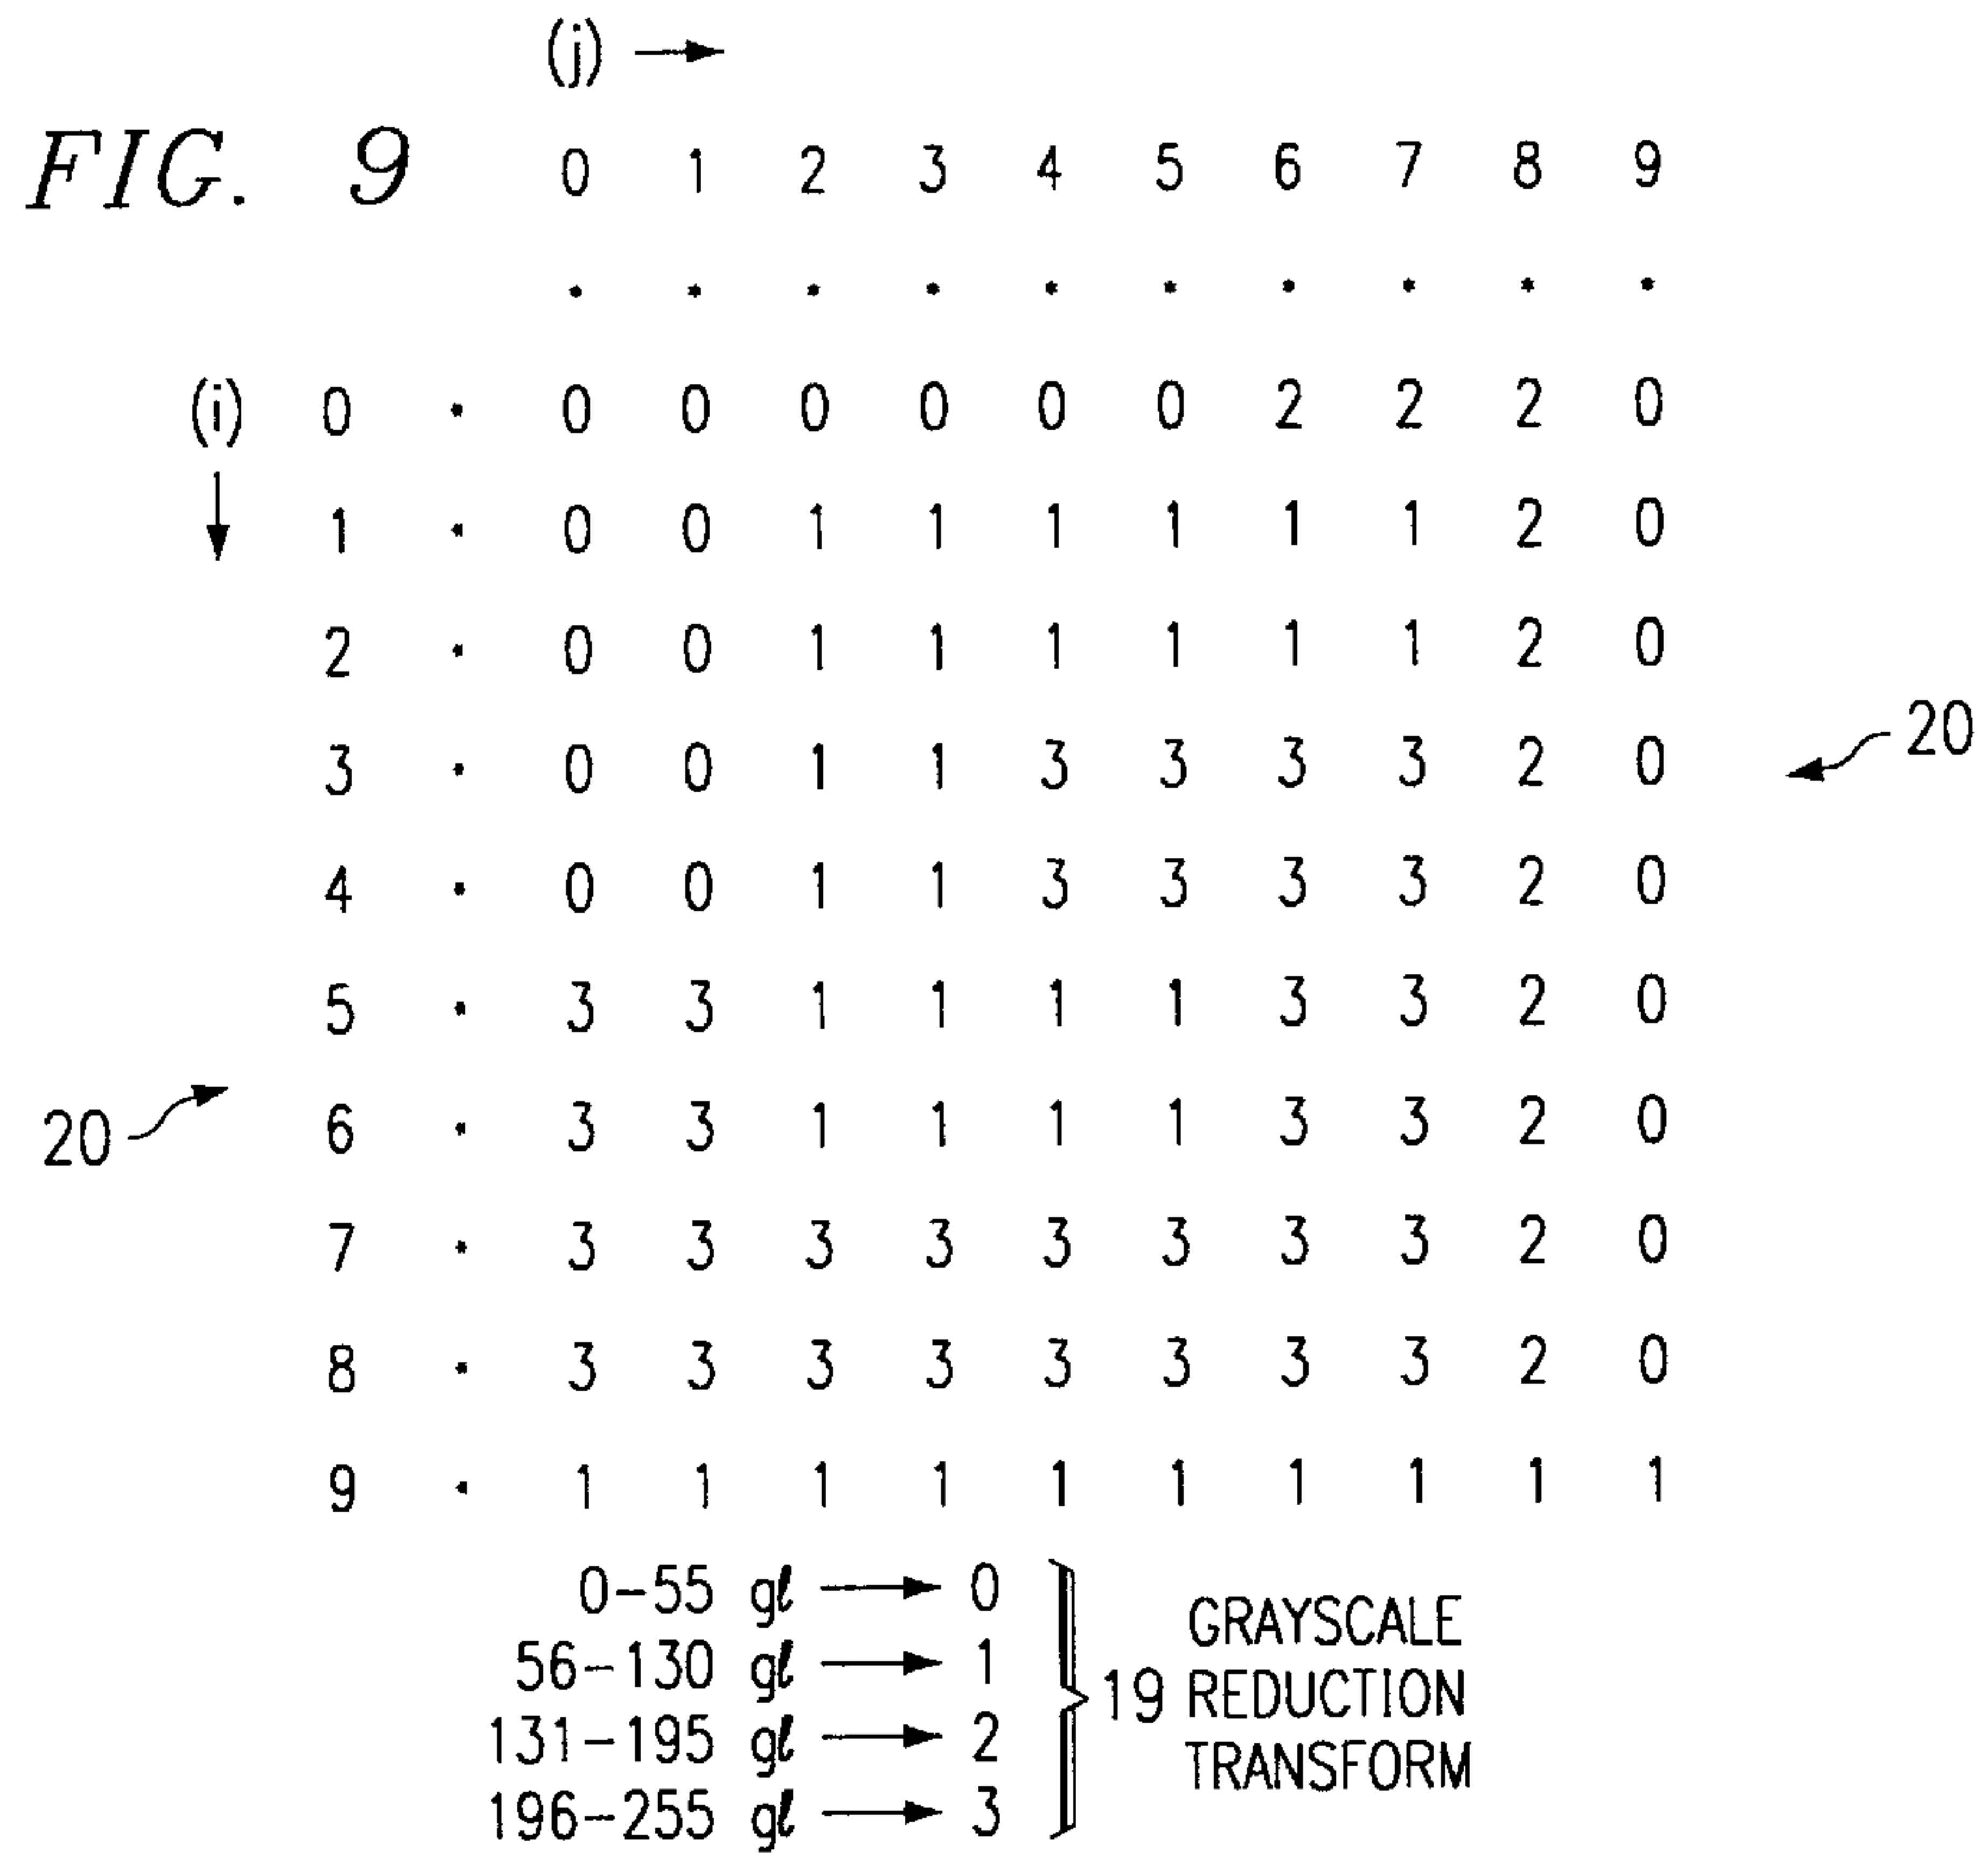 (j)
FIG. 9 0 1 2 3 4 5 6 7 8 9
. . . . . . . . . .
(i) 0 . 0 0 0 0 0 0 2 2 2 0
1 . 0 0 1 1 1 1 1 1 2 0
2 . 0 0 1 1 1 1 1 1 2 0
3 . 0 0 1 1 3 3 3 3 2 0
20
4 . 0 0 1 1 3 3 3 3 2 0
5 . 3 3 1 1 1 1 3 3 2 0
20
6 . 3 3 1 1 1 1 3 3 2 0
7 . 3 3 3 3 3 3 3 3 2 0
8 . 3 3 3 3 3 3 3 3 2 0
9 . 1 1 1 1 1 1 1 1 1 1
0-55 gℓ → 0
56-130 gℓ → 1
131-195 gℓ → 2
196-255 gℓ → 3
19
GRAYSCALE
REDUCTION
TRANSFORM